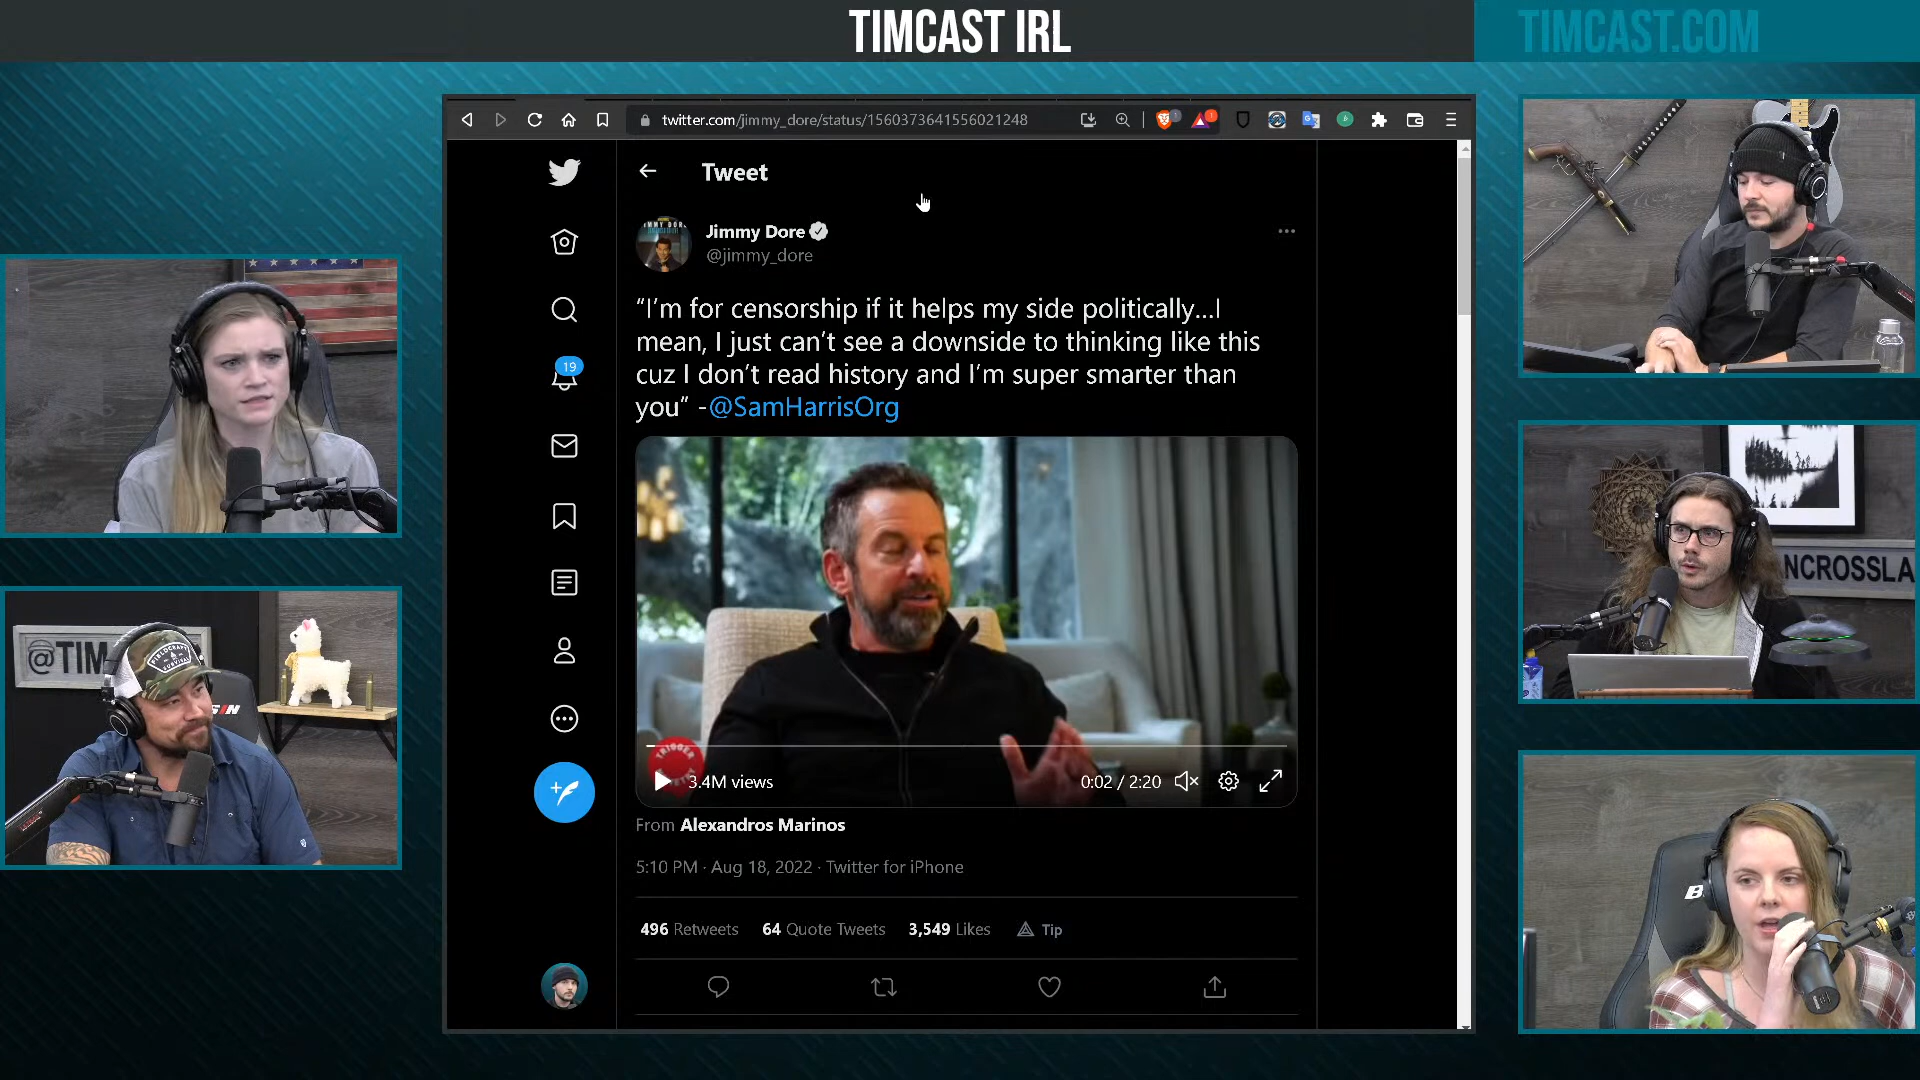 TIMCAST IRL
TIMCAST.COM
twitter.com/jimmy_dore/status/1560373641556021248
Tweet
Jimmy Dore
@jimmy_dore
“I’m for censorship if it helps my side politically...I
mean, I just can’t see a downside to thinking like this
cuz I don’t read history and I’m super smarter than
you” -@SamHarrisOrg
19
TRIGGER
3.4M views
0:02 / 2:20
From Alexandros Marinos
5:10 PM · Aug 18, 2022 · Twitter for iPhone
496 Retweets 64 Quote Tweets 3,549 Likes Tip
@TIM
NCROSSLA